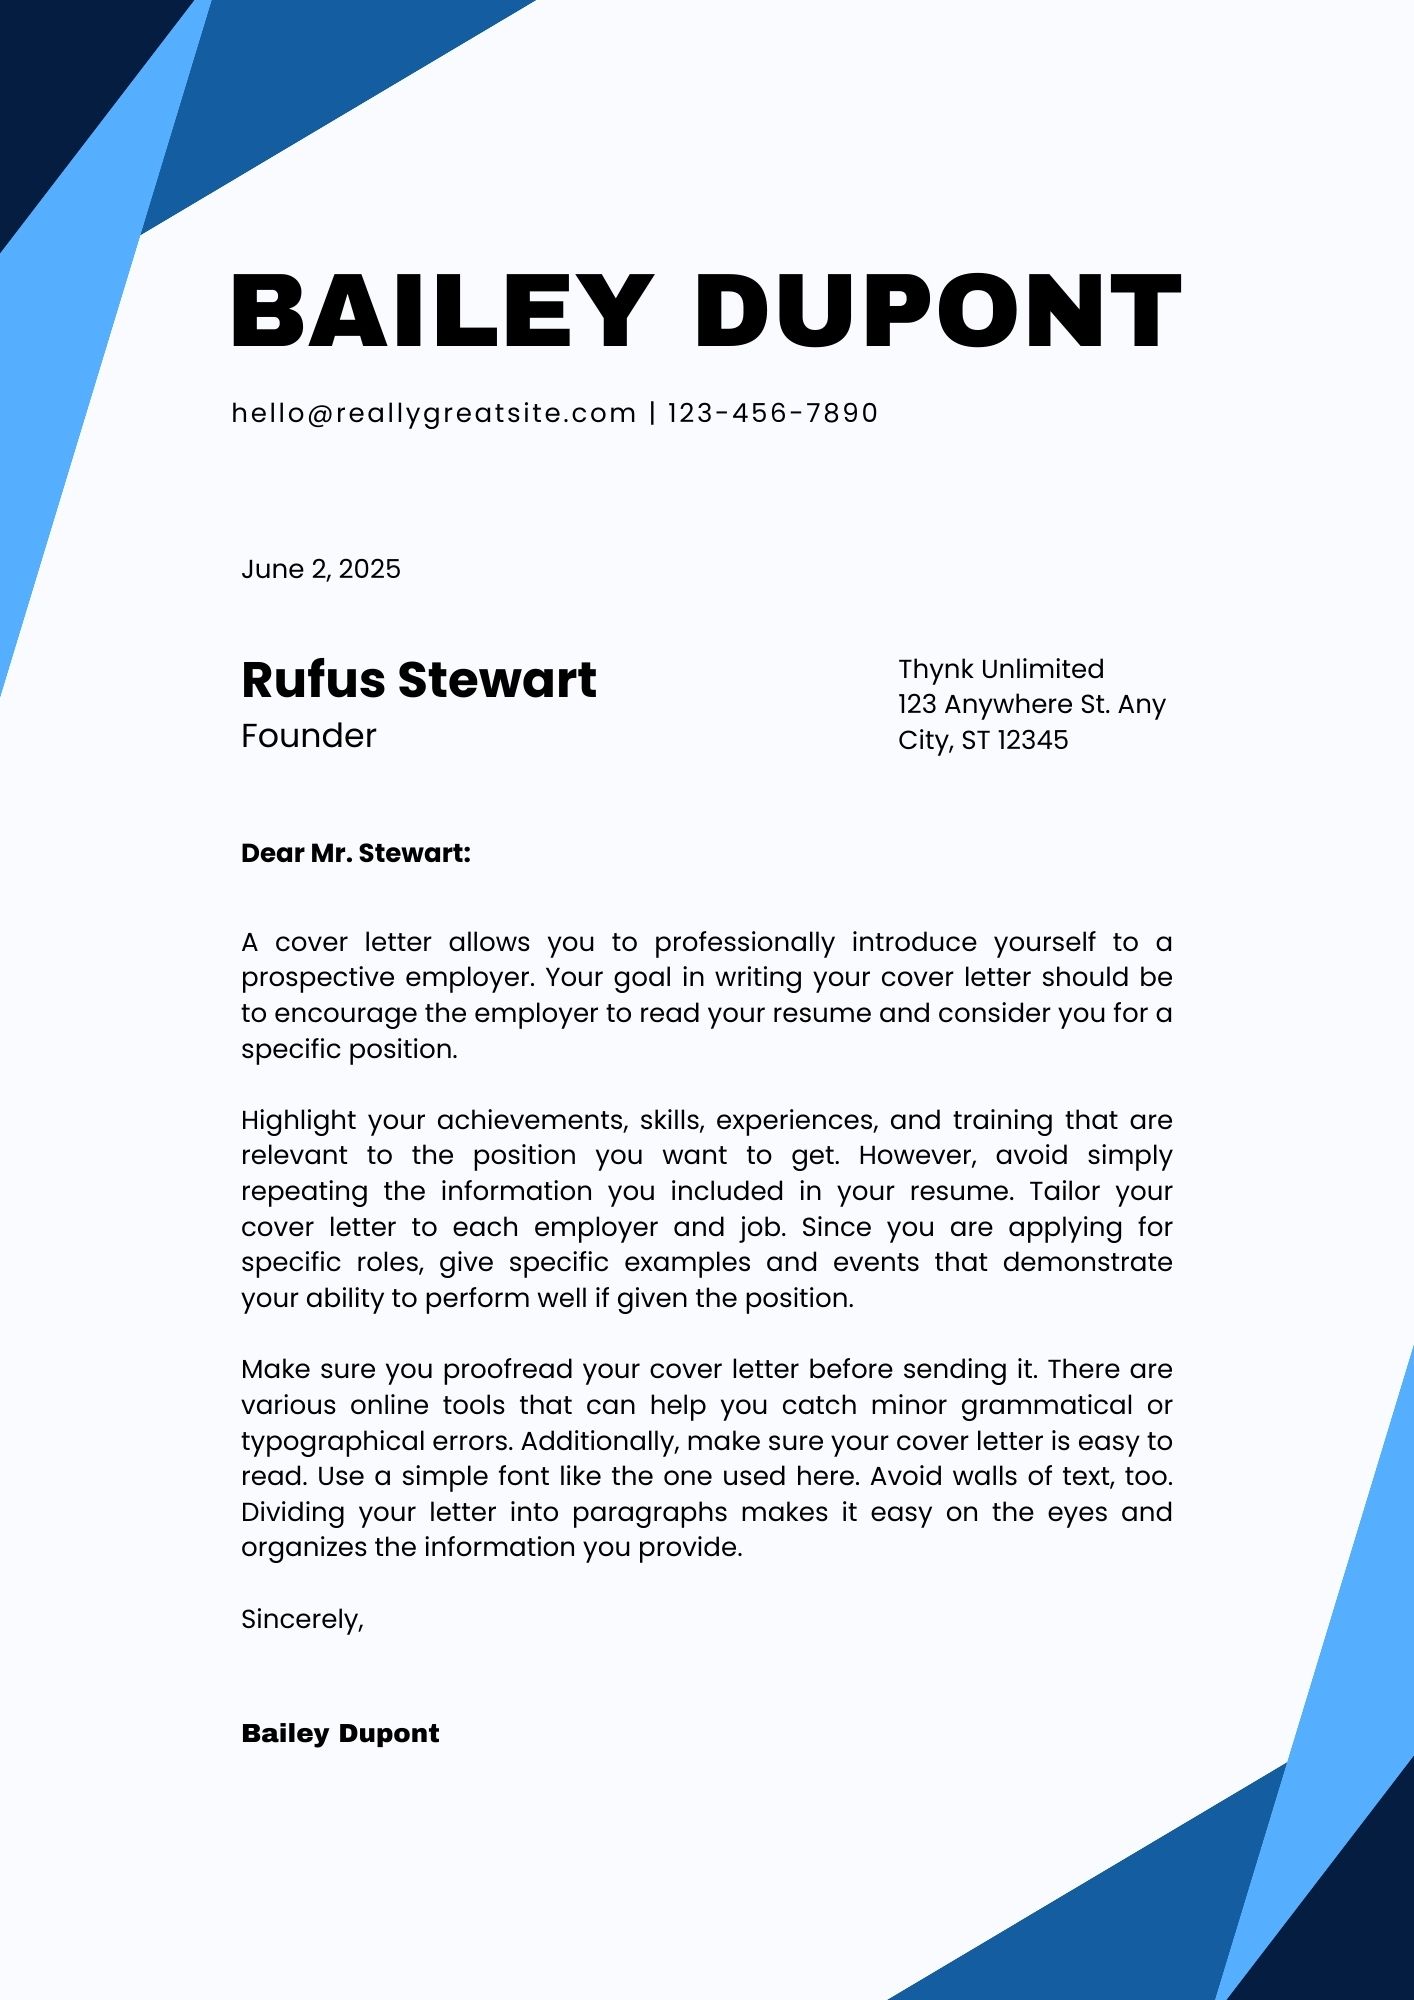 BAILEY DUPONT
hello@reallygreatsite.com | 123-456-7890
June 2, 2025
Rufus Stewart
Founder
Thynk Unlimited
123 Anywhere St. Any
City, ST 12345
Dear Mr. Stewart:
A cover letter allows you to professionally introduce yourself to a
prospective employer. Your goal in writing your cover letter should be
to encourage the employer to read your resume and consider you for a
specific position.
Highlight your achievements, skills, experiences, and training that are
relevant to the position you want to get. However, avoid simply
repeating the information you included in your resume. Tailor your
cover letter to each employer and job. Since you are applying for
specific roles, give specific examples and events that demonstrate
your ability to perform well if given the position.
Make sure you proofread your cover letter before sending it. There are
various online tools that can help you catch minor grammatical or
typographical errors. Additionally, make sure your cover letter is easy to
read. Use a simple font like the one used here. Avoid walls of text, too.
Dividing your letter into paragraphs makes it easy on the eyes and
organizes the information you provide.
Sincerely,
Bailey Dupont